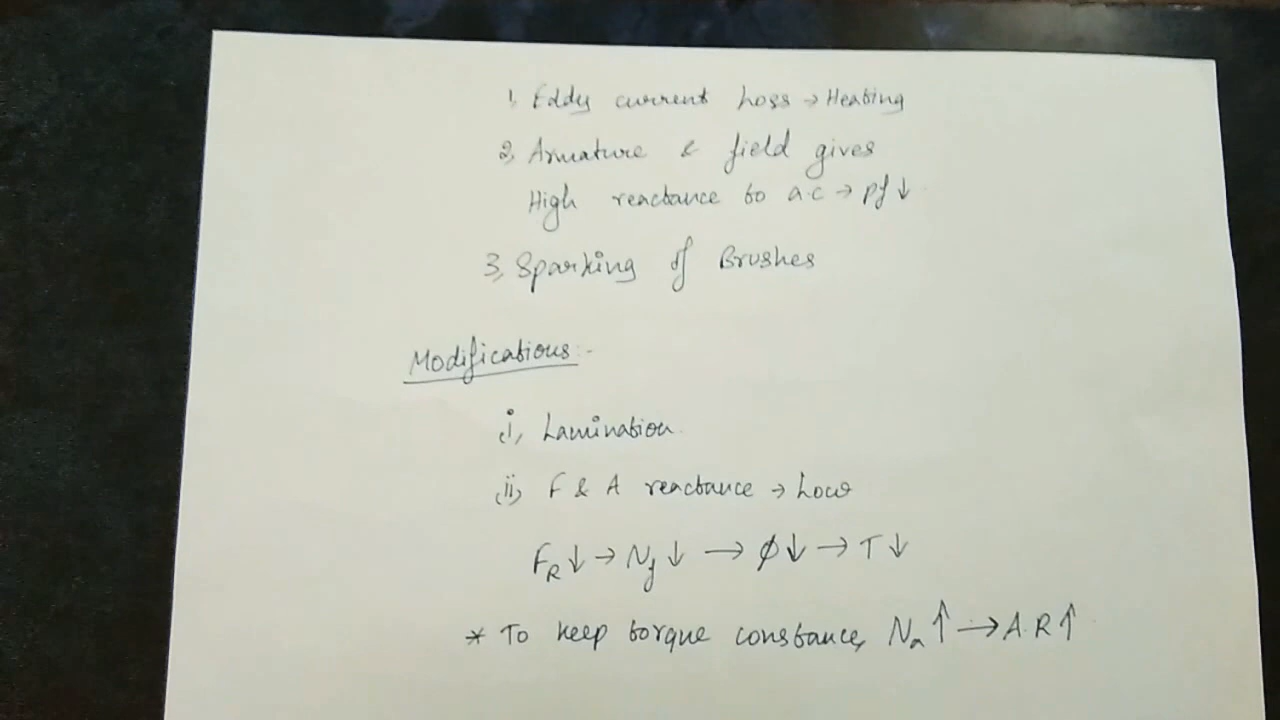 1, Eddy current Loss → Heating
2, Armature & field gives
High reactance to a.c → pf ↓
3, Sparking of Brushes
Modifications:-
(i), Lamination
(ii) F & A reactance → Low
F_R ↓ → N_f ↓ → ϕ ↓ → T ↓
* To keep torque constance, N_a ↑ → A.R ↑